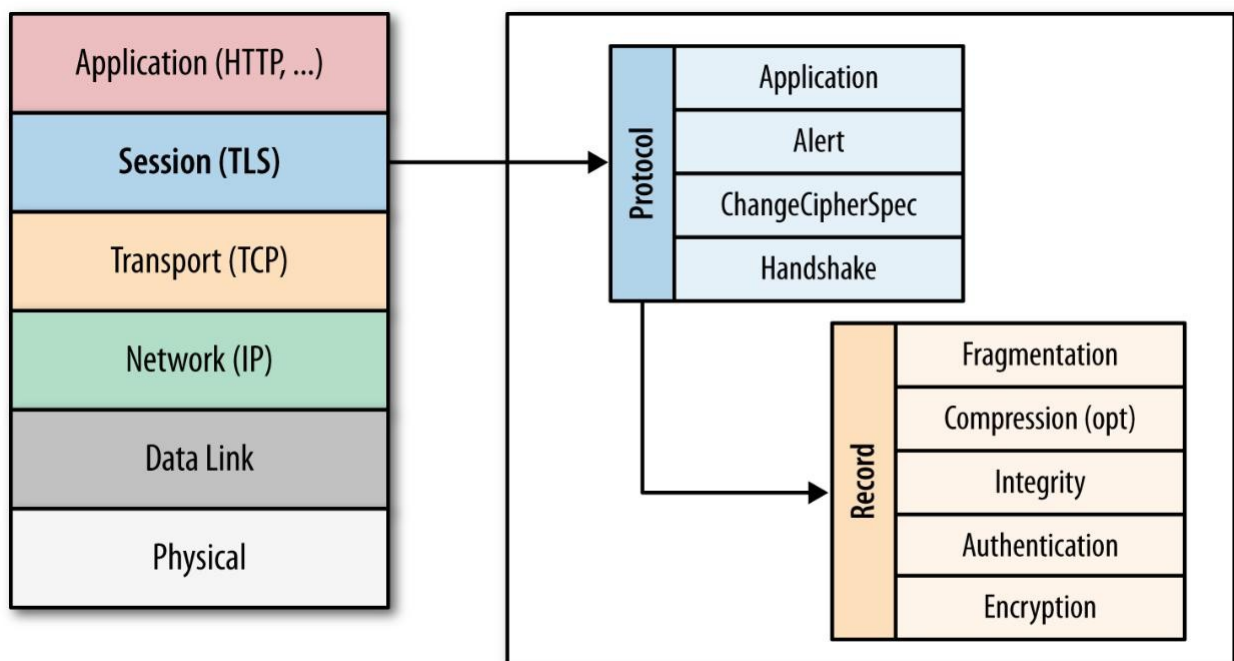 Application (HTTP, ...)
Session (TLS)
Transport (TCP)
Network (IP)
Data Link
Physical
Protocol
Application
Alert
ChangeCipherSpec
Handshake
Record
Fragmentation
Compression (opt)
Integrity
Authentication
Encryption